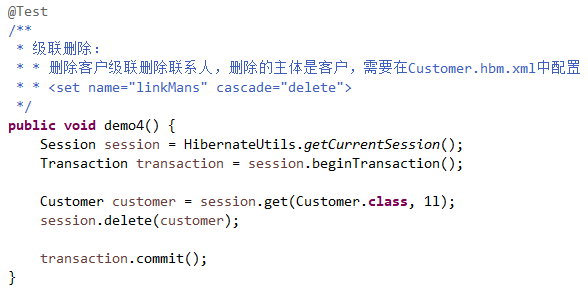 @Test
/**
 * 级联删除：
 * * 删除客户级联删除联系人，删除的主体是客户，需要在Customer.hbm.xml中配置
 * * <set name="linkMans" cascade="delete">
 */
public void demo4() {
    Session session = HibernateUtils.getCurrentSession();
    Transaction transaction = session.beginTransaction();

    Customer customer = session.get(Customer.class, 1l);
    session.delete(customer);

    transaction.commit();
}